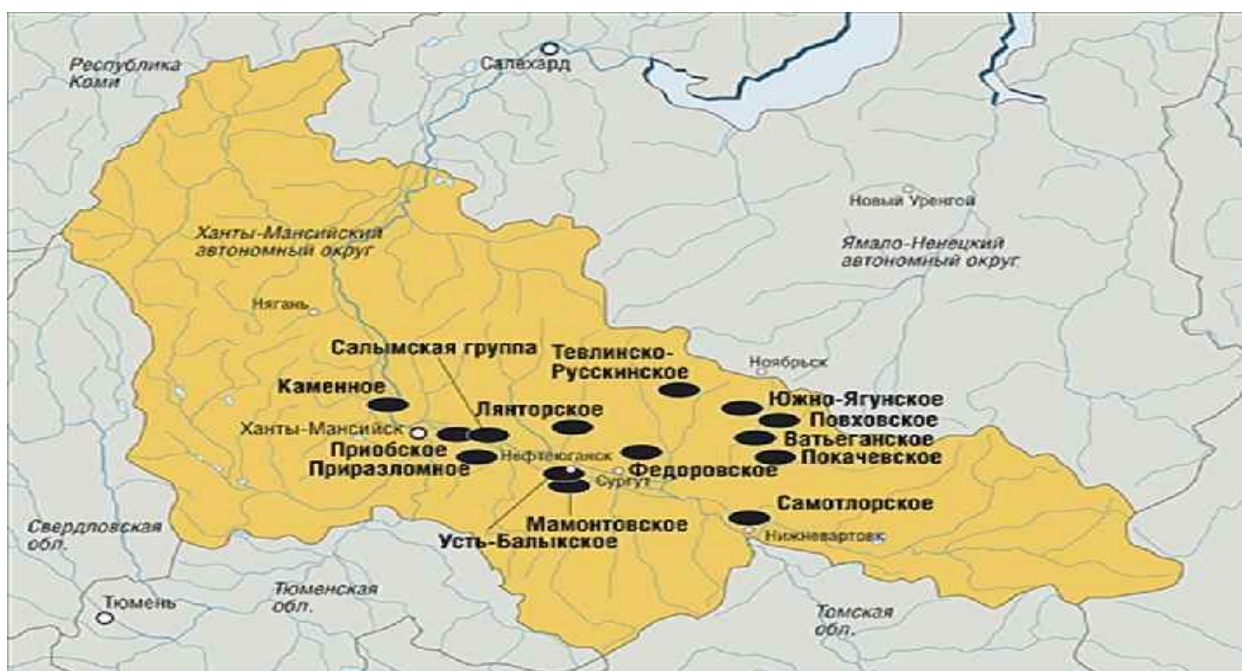 Республика
Коми
Салехард
Новый Уренгой
Ханты-Мансийский
автономный округ
Ямало-Ненецкий
автономный округ
Нягань
Салымская группа
Тевлинско-
Русскинское
Ноябрьск
Каменное
Лянторское
Южно-Ягунское
Повховское
Ханты-Мансийск
Ватьеганское
Приобское
Нефтеюганск
Покачевское
Приразломное
Федоровское
Сургут
Самотлорское
Свердловская
обл.
Мамонтовское
Усть-Балыкское
Нижневартовк
Тюмень
Тюменская
обл.
Томская
обл.